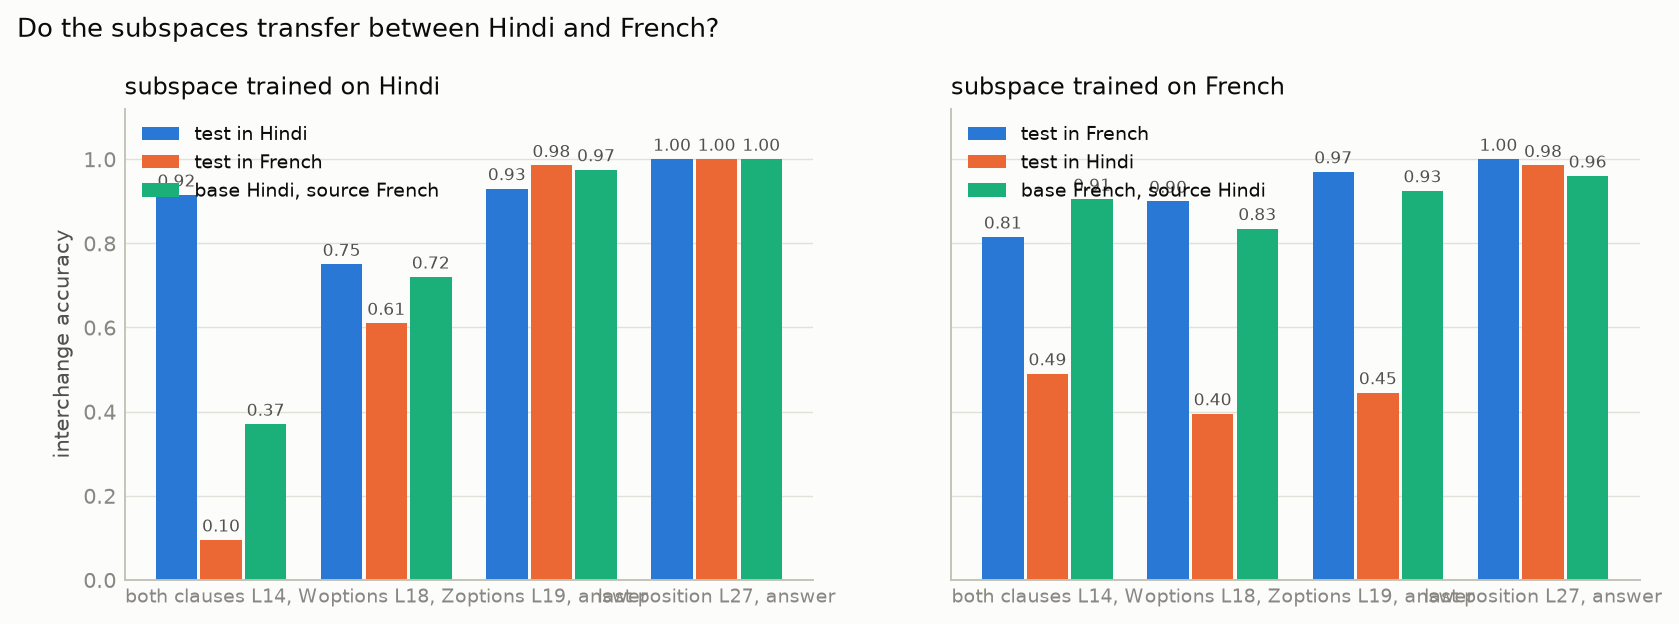 Do the subspaces transfer between Hindi and French?
subspace trained on Hindi
test in Hindi
test in French
base Hindi, source French
interchange accuracy
1.0
0.8
0.6
0.4
0.2
0.0
0.92
0.10
0.37
0.75
0.61
0.72
0.93
0.98
0.97
1.00
1.00
1.00
both clauses L14, W
options L18, Z
options L19, answer
last position L27, answer
subspace trained on French
test in French
test in Hindi
base French, source Hindi
0.81
0.49
0.91
0.90
0.40
0.83
0.97
0.45
0.93
1.00
0.98
0.96
both clauses L14, W
options L18, Z
options L19, answer
last position L27, answer